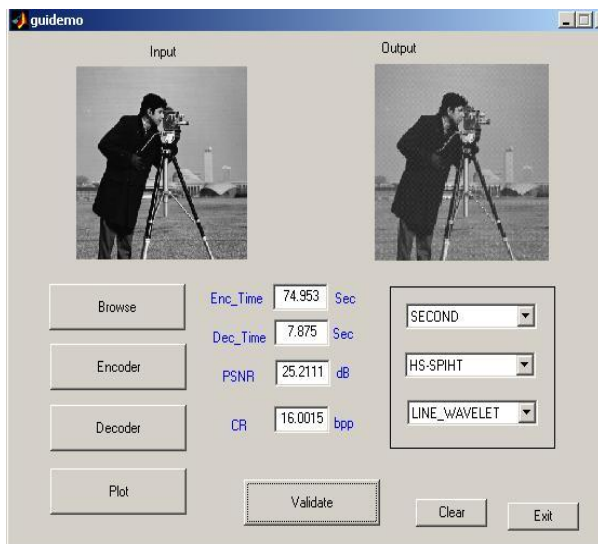 guidemo
Input
Output
Browse
Enc_Time 74.953 Sec
SECOND
Dec_Time 7.875 Sec
Encoder
PSNR 25.2111 dB
HS-SPIHT
Decoder
CR 16.0015 bpp
LINE_WAVELET
Plot
Validate
Clear
Exit